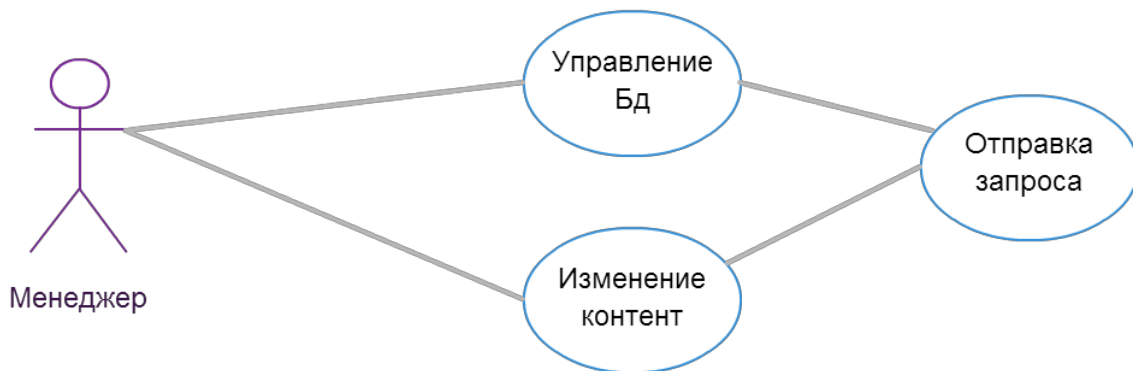 Управление
Бд
Отправка
запроса
Менеджер
Изменение
контент